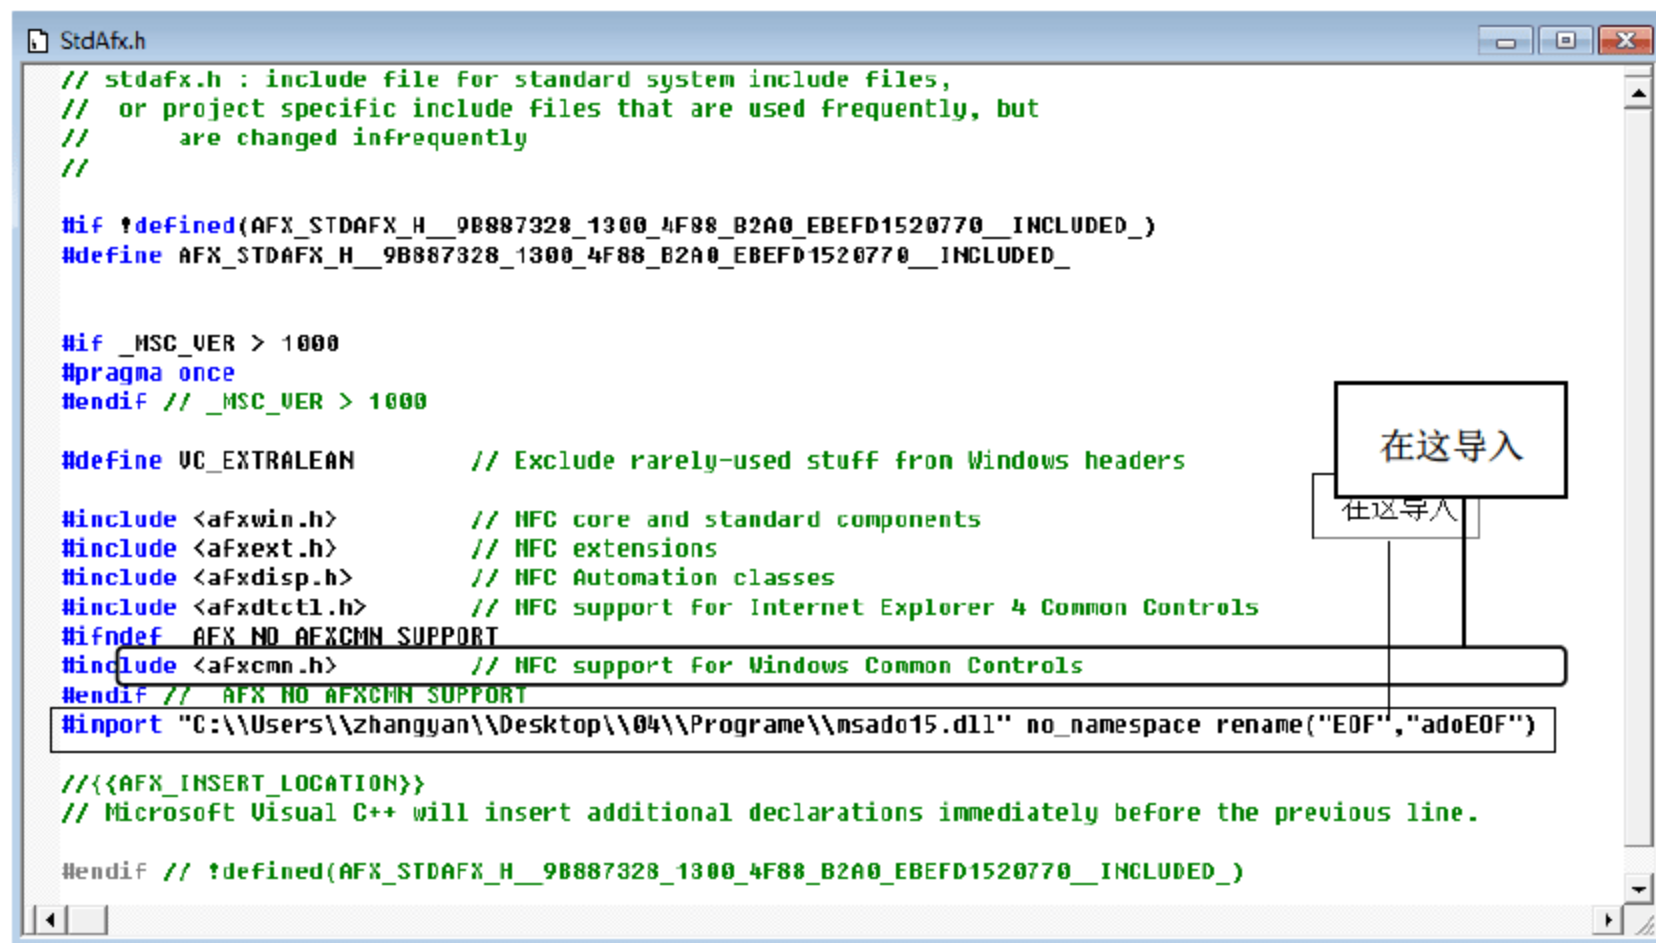 StdAfx.h
// stdafx.h : include file for standard system include files,
//  or project specific include files that are used frequently, but
//      are changed infrequently
//
#if !defined(AFX_STDAFX_H__9B887328_1300_4F88_B2A0_EBEFD1520770__INCLUDED_)
#define AFX_STDAFX_H__9B887328_1300_4F88_B2A0_EBEFD1520770__INCLUDED_
#if _MSC_VER > 1000
#pragma once
#endif // _MSC_VER > 1000
在这导入
#define VC_EXTRALEAN        // Exclude rarely-used stuff from Windows headers
在这导入
#include <afxwin.h>         // MFC core and standard components
#include <afxext.h>         // MFC extensions
#include <afxdisp.h>        // MFC Automation classes
#include <afxdtctl.h>       // MFC support for Internet Explorer 4 Common Controls
#ifndef _AFX_NO_AFXCMN_SUPPORT
#include <afxcmn.h>         // MFC support for Windows Common Controls
#endif // _AFX_NO_AFXCMN_SUPPORT
#import "C:\\Users\\zhangyan\\Desktop\\04\\Programe\\msado15.dll" no_namespace rename("EOF","adoEOF")
//{{AFX_INSERT_LOCATION}}
// Microsoft Visual C++ will insert additional declarations immediately before the previous line.
#endif // !defined(AFX_STDAFX_H__9B887328_1300_4F88_B2A0_EBEFD1520770__INCLUDED_)